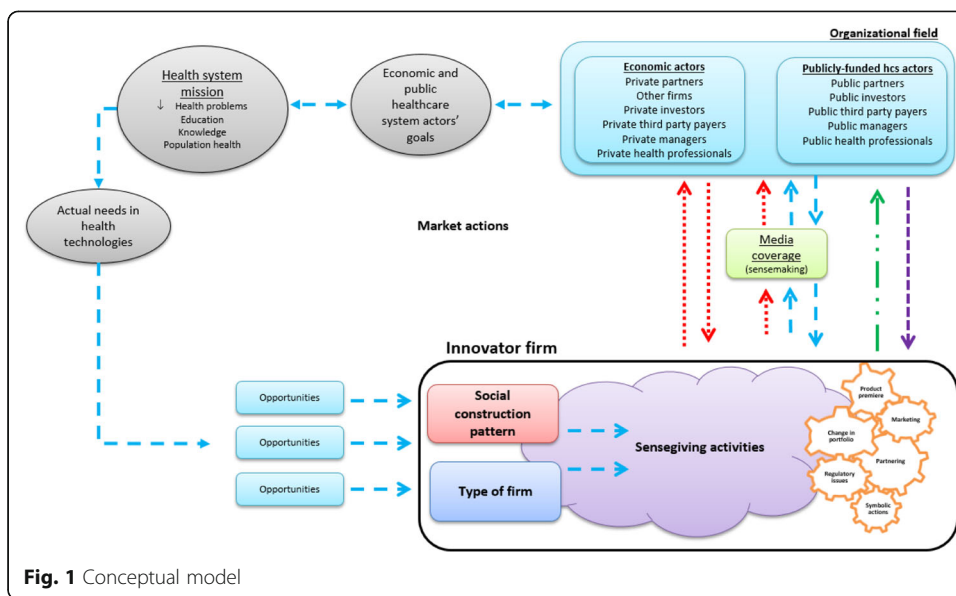 Organizational field
Health system
mission
↓ Health problems
Education
Knowledge
Population health
Economic and
public healthcare
system actors'
goals
Economic actors
Private partners
Other firms
Private investors
Private third party payers
Private managers
Private health professionals
Publicly-funded hcs actors
Public partners
Public investors
Public third party payers
Public managers
Public health professionals
Actual needs in
health
technologies
Market actions
Media
coverage
(sensemaking)
Innovator firm
Opportunities
Opportunities
Opportunities
Social
construction
pattern
Type of firm
Sensegiving activities
Product
premiere
Marketing
Change in
portfolio
Partnering
Regulatory
issues
Symbolic
actions
Fig. 1 Conceptual model